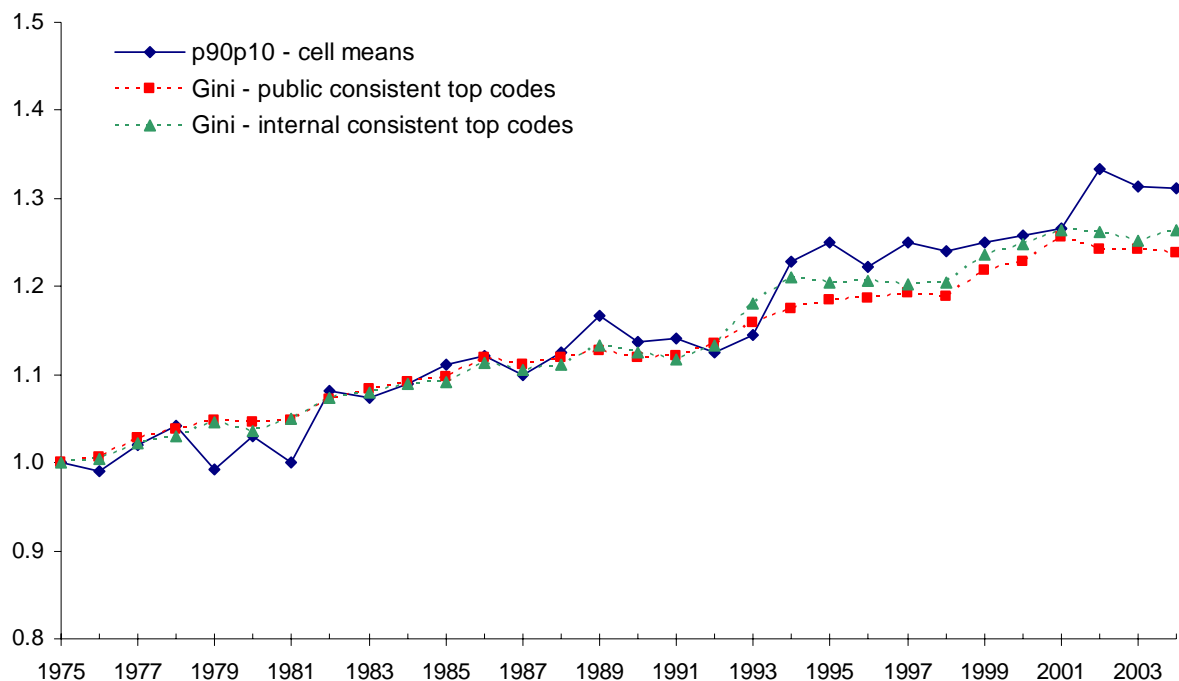 1.5
p90p10 - cell means
Gini - public consistent top codes
1.4
Gini - internal consistent top codes
1.3
1.2
1.1
1.0
0.9
0.8
1975 1977 1979 1981 1983 1985 1987 1989 1991 1993 1995 1997 1999 2001 2003